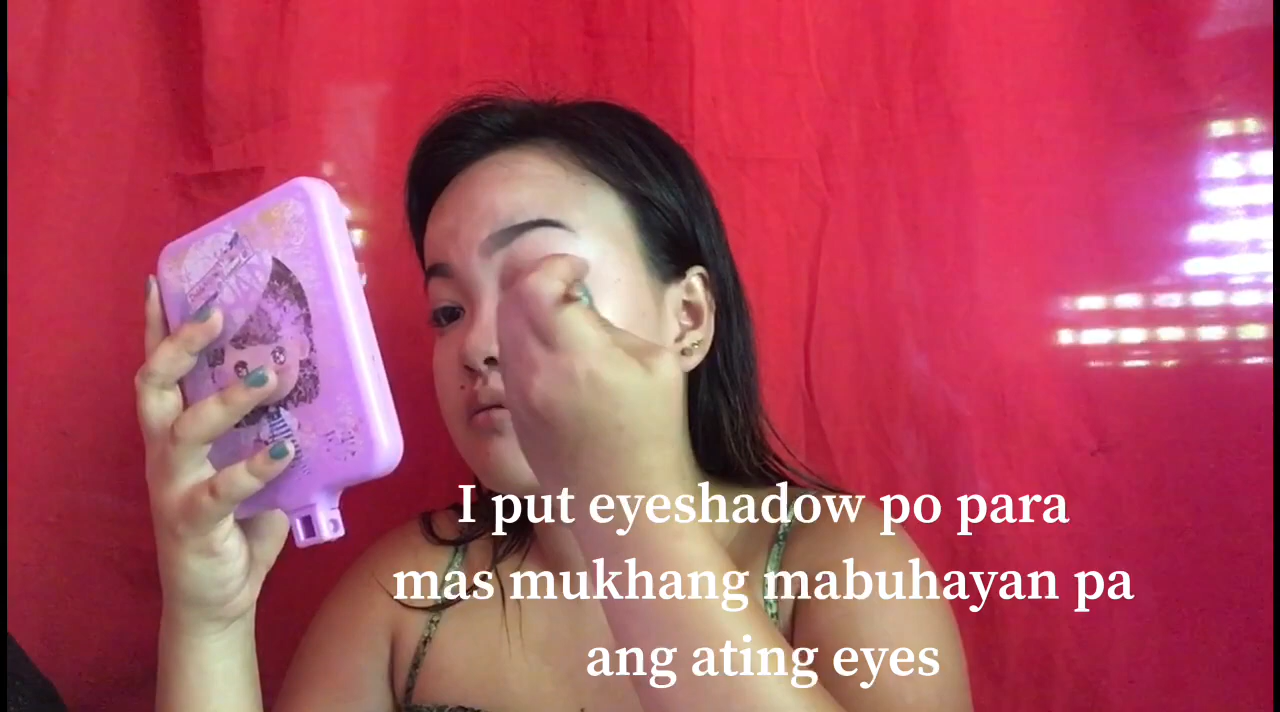 I put eyeshadow po para
mas mukhang mabuhayan pa
ang ating eyes